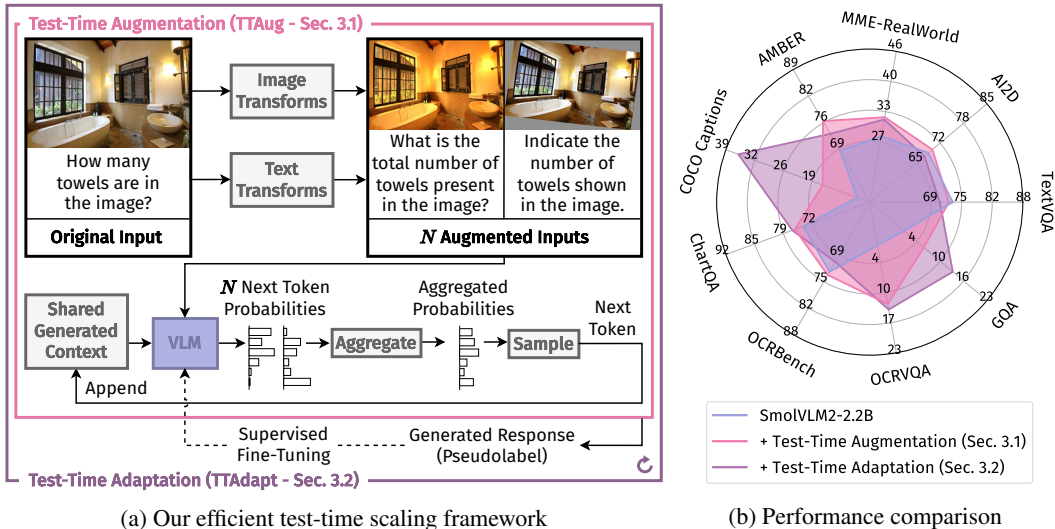 Test-Time Augmentation (TTAug - Sec. 3.1)
How many
towels are in
the image?
Original Input
Image
Transforms
Text
Transforms
What is the
total number of
towels present
in the image?
Indicate the
number of
towels shown
in the image.
N Augmented Inputs
Shared
Generated
Context
VLM
N Next Token
Probabilities
Aggregate
Aggregated
Probabilities
Sample
Next
Token
Append
Supervised
Fine-Tuning
Generated Response
(Pseudolabel)
Test-Time Adaptation (TTAdapt - Sec. 3.2)
(a) Our efficient test-time scaling framework
MME-RealWorld
46
40
33
27
AI2D
85
78
72
65
TextVQA
88
82
75
69
GQA
23
16
10
4
OCRVQA
23
17
10
4
OCRBench
88
82
75
69
ChartQA
92
85
79
72
COCO Captions
39
32
26
19
AMBER
89
82
76
69
SmolVLM2-2.2B
+ Test-Time Augmentation (Sec. 3.1)
+ Test-Time Adaptation (Sec. 3.2)
(b) Performance comparison